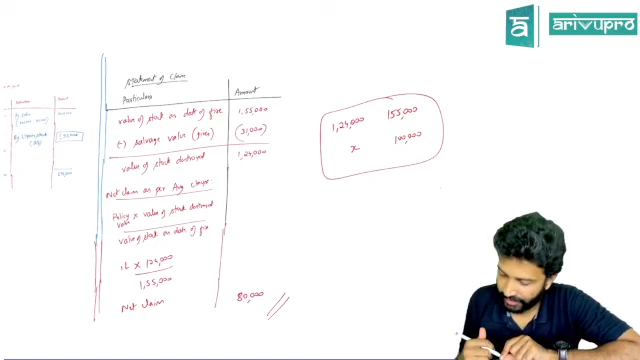 arivupro
Statement of Claim
Particulars Amount
value of stock on date of fire 1,55,000
(-) salvage value (given) (31,000)
value of stock destroyed 1,24,000
Net claim as per Avg Clause:
Policy x value of stock destroyed
value
value of stock on date of fire
1L x 124,000
1,55,000
Net claim 80,000
1,24,000 155,000
x 100,000